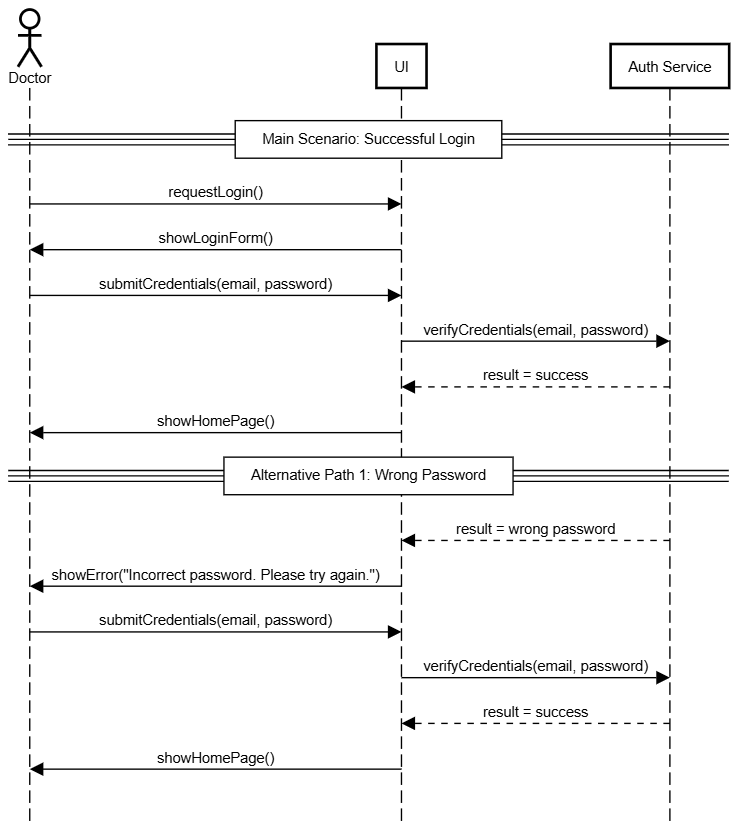 Doctor
UI
Auth Service
Main Scenario: Successful Login
requestLogin()
showLoginForm()
submitCredentials(email, password)
verifyCredentials(email, password)
result = success
showHomePage()
Alternative Path 1: Wrong Password
result = wrong password
showError("Incorrect password. Please try again.")
submitCredentials(email, password)
verifyCredentials(email, password)
result = success
showHomePage()